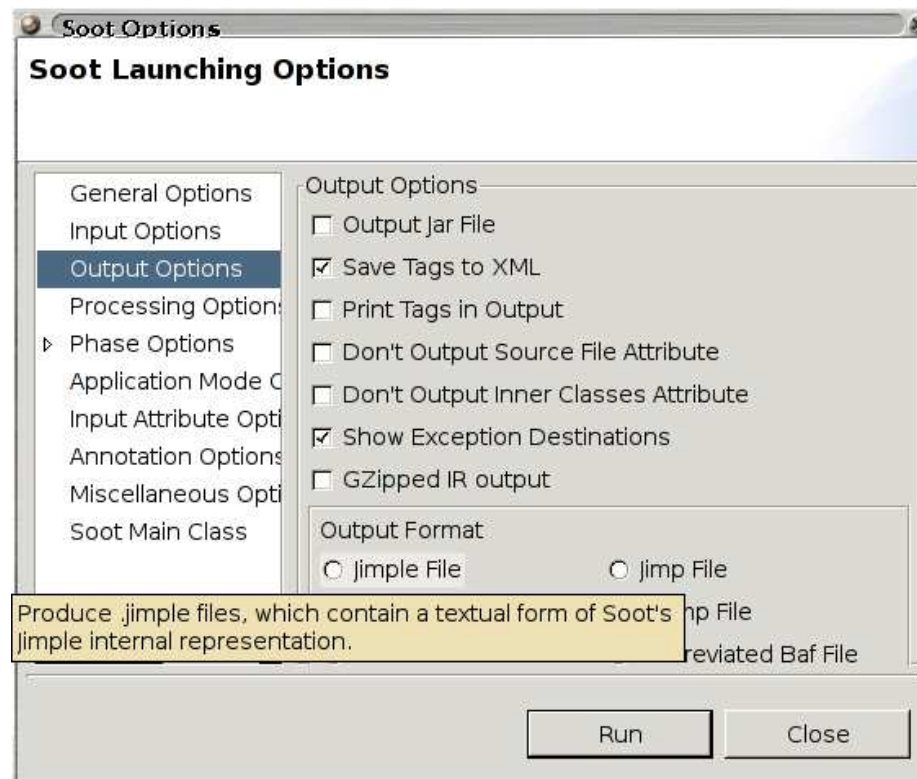 Soot Options
Soot Launching Options
General Options
Input Options
Output Options
Processing Option
Phase Options
Application Mode
Input Attribute Opti
Annotation Options
Miscellaneous Opti
Soot Main Class
Output Options
Output Jar File
Save Tags to XML
Print Tags in Output
Don't Output Source File Attribute
Don't Output Inner Classes Attribute
Show Exception Destinations
GZipped IR output
Output Format
Jimple File
Jimp File
Produce .jimple files, which contain a textual form of Soot's
Jimple internal representation.
mp File
reviated Baf File
Run
Close